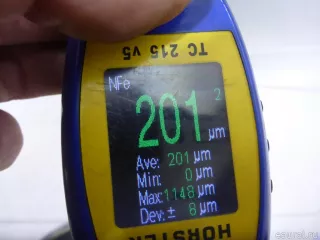 TC 215 v5
NFe
201 2
µm
Ave: 201 µm
Min: 0 µm
Max: 1148 µm
Dev: ± 8 µm